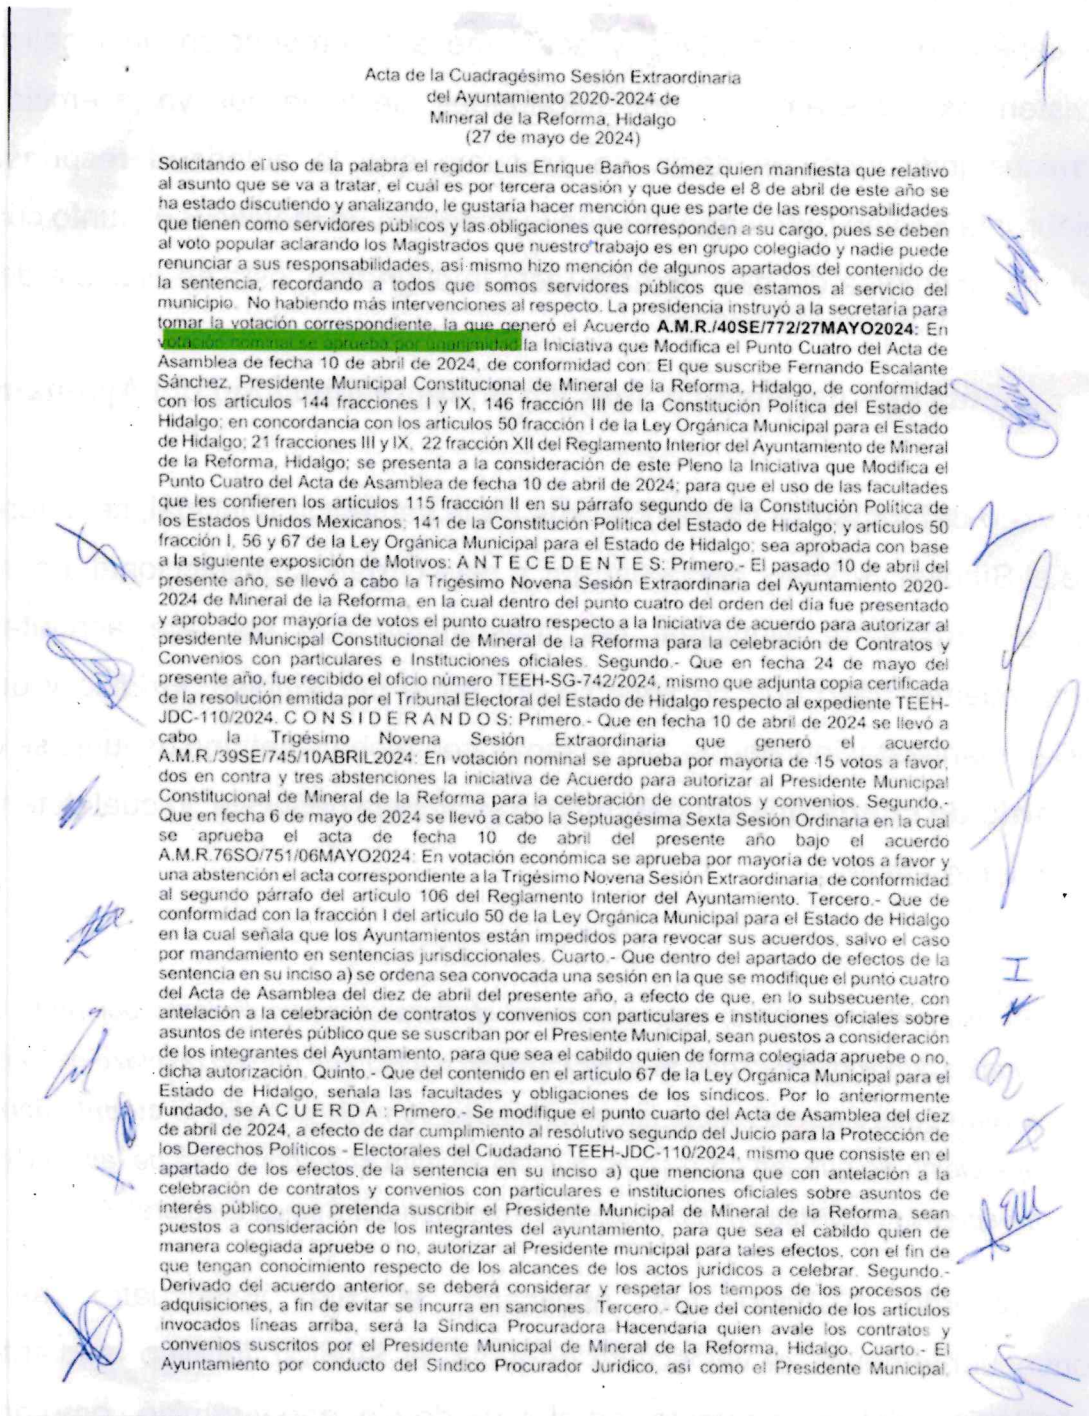 Acta de la Cuadragésimo Sesión Extraordinaria
del Ayuntamiento 2020-2024 de
Mineral de la Reforma, Hidalgo
(27 de mayo de 2024)
Solicitando el uso de la palabra el regidor Luis Enrique Baños Gómez quien manifiesta que relativo
al asunto que se va a tratar, el cuál es por tercera ocasión y que desde el 8 de abril de este año se
ha estado discutiendo y analizando, le gustaría hacer mención que es parte de las responsabilidades
que tienen como servidores públicos y las obligaciones que corresponden a su cargo, pues se deben
al voto popular aclarando los Magistrados que nuestro trabajo es en grupo colegiado y nadie puede
renunciar a sus responsabilidades, así mismo hizo mención de algunos apartados del contenido de
la sentencia, recordando a todos que somos servidores públicos que estamos al servicio del
municipio. No habiendo más intervenciones al respecto. La presidencia instruyó a la secretaría para
tomar la votación correspondiente, la que generó el Acuerdo A.M.R./40SE/772/27MAYO2024: En
votación nominal se aprueba por unanimidad la Iniciativa que Modifica el Punto Cuatro del Acta de
Asamblea de fecha 10 de abril de 2024, de conformidad con: El que suscribe Fernando Escalante
Sánchez, Presidente Municipal Constitucional de Mineral de la Reforma, Hidalgo, de conformidad
con los artículos 144 fracciones I y IX, 146 fracción III de la Constitución Política del Estado de
Hidalgo; en concordancia con los artículos 50 fracción I de la Ley Orgánica Municipal para el Estado
de Hidalgo; 21 fracciones III y IX, 22 fracción XII del Reglamento Interior del Ayuntamiento de Mineral
de la Reforma, Hidalgo; se presenta a la consideración de este Pleno la Iniciativa que Modifica el
Punto Cuatro del Acta de Asamblea de fecha 10 de abril de 2024; para que el uso de las facultades
que les confieren los artículos 115 fracción II en su párrafo segundo de la Constitución Política de
los Estados Unidos Mexicanos; 141 de la Constitución Política del Estado de Hidalgo; y artículos 50
fracción I, 56 y 67 de la Ley Orgánica Municipal para el Estado de Hidalgo; sea aprobada con base
a la siguiente exposición de Motivos: A N T E C E D E N T E S: Primero.- El pasado 10 de abril del
presente año, se llevó a cabo la Trigésimo Novena Sesión Extraordinaria del Ayuntamiento 2020-
2024 de Mineral de la Reforma, en la cual dentro del punto cuatro del orden del día fue presentado
y aprobado por mayoría de votos el punto cuatro respecto a la Iniciativa de acuerdo para autorizar al
presidente Municipal Constitucional de Mineral de la Reforma para la celebración de Contratos y
Convenios con particulares e Instituciones oficiales. Segundo.- Que en fecha 24 de mayo del
presente año, fue recibido el oficio número TEEH-SG-742/2024, mismo que adjunta copia certificada
de la resolución emitida por el Tribunal Electoral del Estado de Hidalgo respecto al expediente TEEH-
JDC-110/2024. C O N S I D E R A N D O S: Primero.- Que en fecha 10 de abril de 2024 se llevó a
cabo la Trigésimo Novena Sesión Extraordinaria que generó el acuerdo
A.M.R./39SE/745/10ABRIL2024: En votación nominal se aprueba por mayoría de 15 votos a favor,
dos en contra y tres abstenciones la iniciativa de Acuerdo para autorizar al Presidente Municipal
Constitucional de Mineral de la Reforma para la celebración de contratos y convenios. Segundo.-
Que en fecha 6 de mayo de 2024 se llevó a cabo la Septuagésima Sexta Sesión Ordinaria en la cual
se aprueba el acta de fecha 10 de abril del presente año bajo el acuerdo
A.M.R.76SO/751/06MAYO2024: En votación económica se aprueba por mayoría de votos a favor y
una abstención el acta correspondiente a la Trigésimo Novena Sesión Extraordinaria, de conformidad
al segundo párrafo del artículo 106 del Reglamento Interior del Ayuntamiento. Tercero.- Que de
conformidad con la fracción I del artículo 50 de la Ley Orgánica Municipal para el Estado de Hidalgo
en la cual señala que los Ayuntamientos están impedidos para revocar sus acuerdos, salvo el caso
por mandamiento en sentencias jurisdiccionales. Cuarto.- Que dentro del apartado de efectos de la
sentencia en su inciso a) se ordena sea convocada una sesión en la que se modifique el punto cuatro
del Acta de Asamblea del diez de abril del presente año, a efecto de que, en lo subsecuente, con
antelación a la celebración de contratos y convenios con particulares e instituciones oficiales sobre
asuntos de interés público que se suscriban por el Presiente Municipal, sean puestos a consideración
de los integrantes del Ayuntamiento, para que sea el cabildo quien de forma colegiada apruebe o no,
dicha autorización. Quinto.- Que del contenido en el artículo 67 de la Ley Orgánica Municipal para el
Estado de Hidalgo, señala las facultades y obligaciones de los síndicos. Por lo anteriormente
fundado, se A C U E R D A : Primero.- Se modifique el punto cuarto del Acta de Asamblea del diez
de abril de 2024, a efecto de dar cumplimiento al resolutivo segundo del Juicio para la Protección de
los Derechos Políticos - Electorales del Ciudadano TEEH-JDC-110/2024, mismo que consiste en el
apartado de los efectos de la sentencia en su inciso a) que menciona que con antelación a la
celebración de contratos y convenios con particulares e instituciones oficiales sobre asuntos de
interés público, que pretenda suscribir el Presidente Municipal de Mineral de la Reforma, sean
puestos a consideración de los integrantes del ayuntamiento, para que sea el cabildo quien de
manera colegiada apruebe o no, autorizar al Presidente municipal para tales efectos, con el fin de
que tengan conocimiento respecto de los alcances de los actos jurídicos a celebrar. Segundo.-
Derivado del acuerdo anterior, se deberá considerar y respetar los tiempos de los procesos de
adquisiciones, a fin de evitar se incurra en sanciones. Tercero.- Que del contenido de los artículos
invocados líneas arriba, será la Síndica Procuradora Hacendaria quien avale los contratos y
convenios suscritos por el Presidente Municipal de Mineral de la Reforma, Hidalgo. Cuarto.- El
Ayuntamiento por conducto del Síndico Procurador Jurídico, así como el Presidente Municipal,